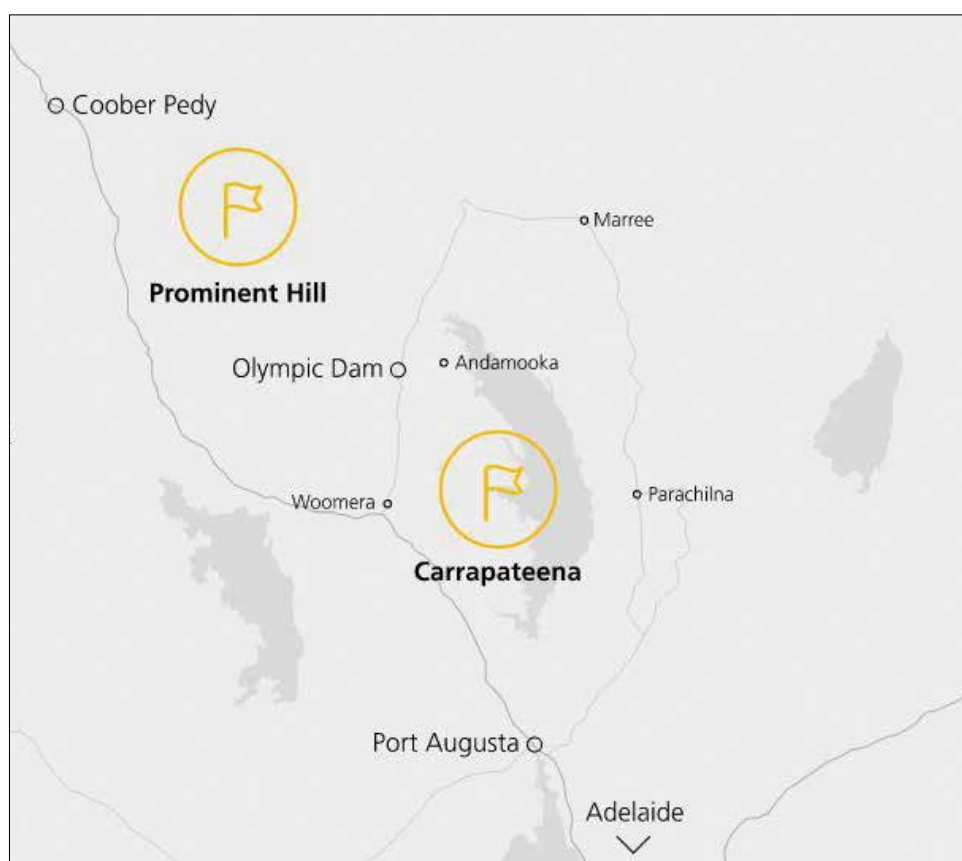 Coober Pedy
Marree
Prominent Hill
Olympic Dam
Andamooka
Woomera
Parachilna
Carrapateena
Port Augusta
Adelaide